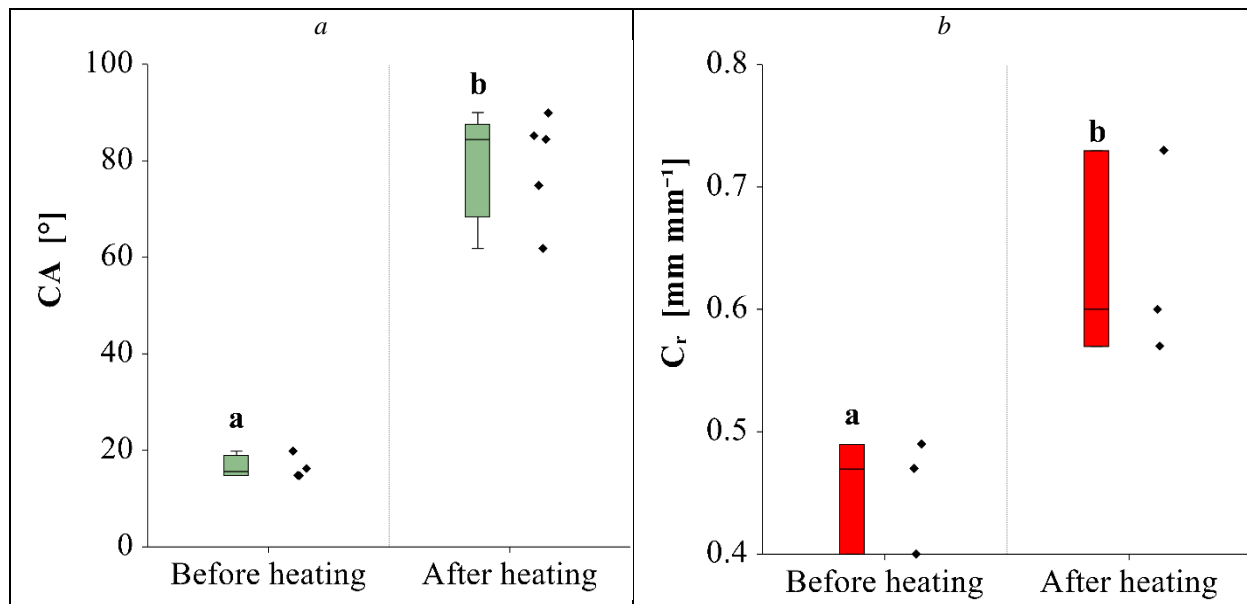 a
CA [°]
100
80
60
40
20
0
a
b
Before heating
After heating
b
Cᵣ [mm mm⁻¹]
0.8
0.7
0.6
0.5
0.4
a
b
Before heating
After heating